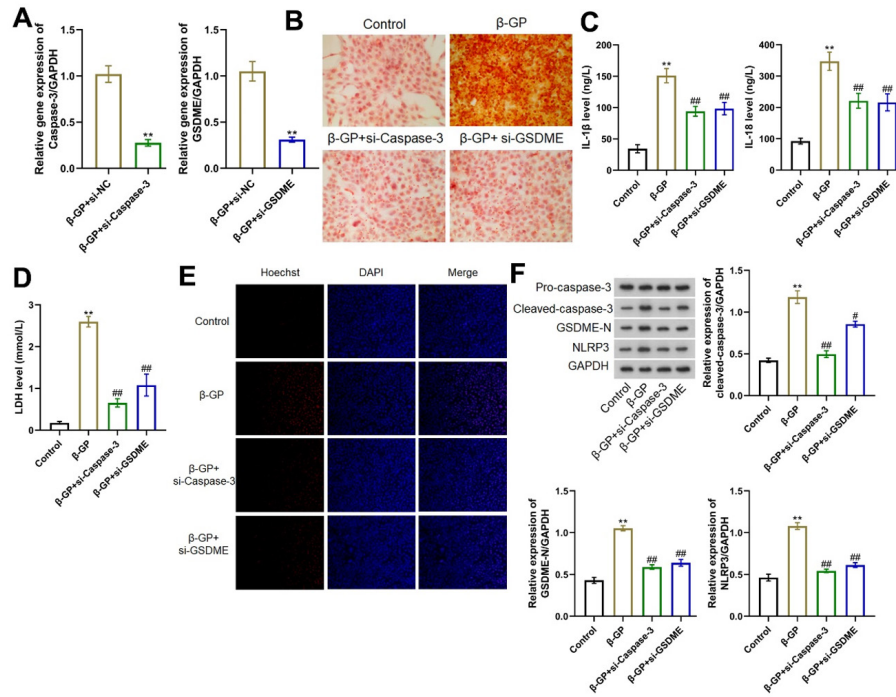 A
Relative gene expression of
Caspase-3/GAPDH
1.5
1.0
0.5
0.0
**
β-GP+si-NC
β-GP+si-Caspase-3
Relative gene expression of
GSDME/GAPDH
1.5
1.0
0.5
0.0
**
β-GP+si-NC
β-GP+si-GSDME
B
Control
β-GP
β-GP+si-Caspase-3
β-GP+ si-GSDME
C
IL-1β level (ng/L)
200
150
100
50
0
**
##
##
Control
β-GP
β-GP+si-Caspase-3
β-GP+si-GSDME
IL-18 level (ng/L)
400
300
200
100
0
**
##
##
Control
β-GP
β-GP+si-Caspase-3
β-GP+si-GSDME
D
LDH level (mmol/L)
3
2
1
0
**
##
##
Control
β-GP
β-GP+si-Caspase-3
β-GP+si-GSDME
E
Hoechst
DAPI
Merge
Control
β-GP
β-GP+
si-Caspase-3
β-GP+
si-GSDME
F
Pro-caspase-3
Cleaved-caspase-3
GSDME-N
NLRP3
GAPDH
Control
β-GP
β-GP+si-Caspase-3
β-GP+si-GSDME
Relative expression of
cleaved-caspase-3/GAPDH
1.5
1.0
0.5
0.0
**
##
#
Control
β-GP
β-GP+si-Caspase-3
β-GP+si-GSDME
Relative expression of
GSDME-N/GAPDH
1.5
1.0
0.5
0.0
**
##
##
Control
β-GP
β-GP+si-Caspase-3
β-GP+si-GSDME
Relative expression of
NLRP3/GAPDH
1.5
1.0
0.5
0.0
**
##
##
Control
β-GP
β-GP+si-Caspase-3
β-GP+si-GSDME